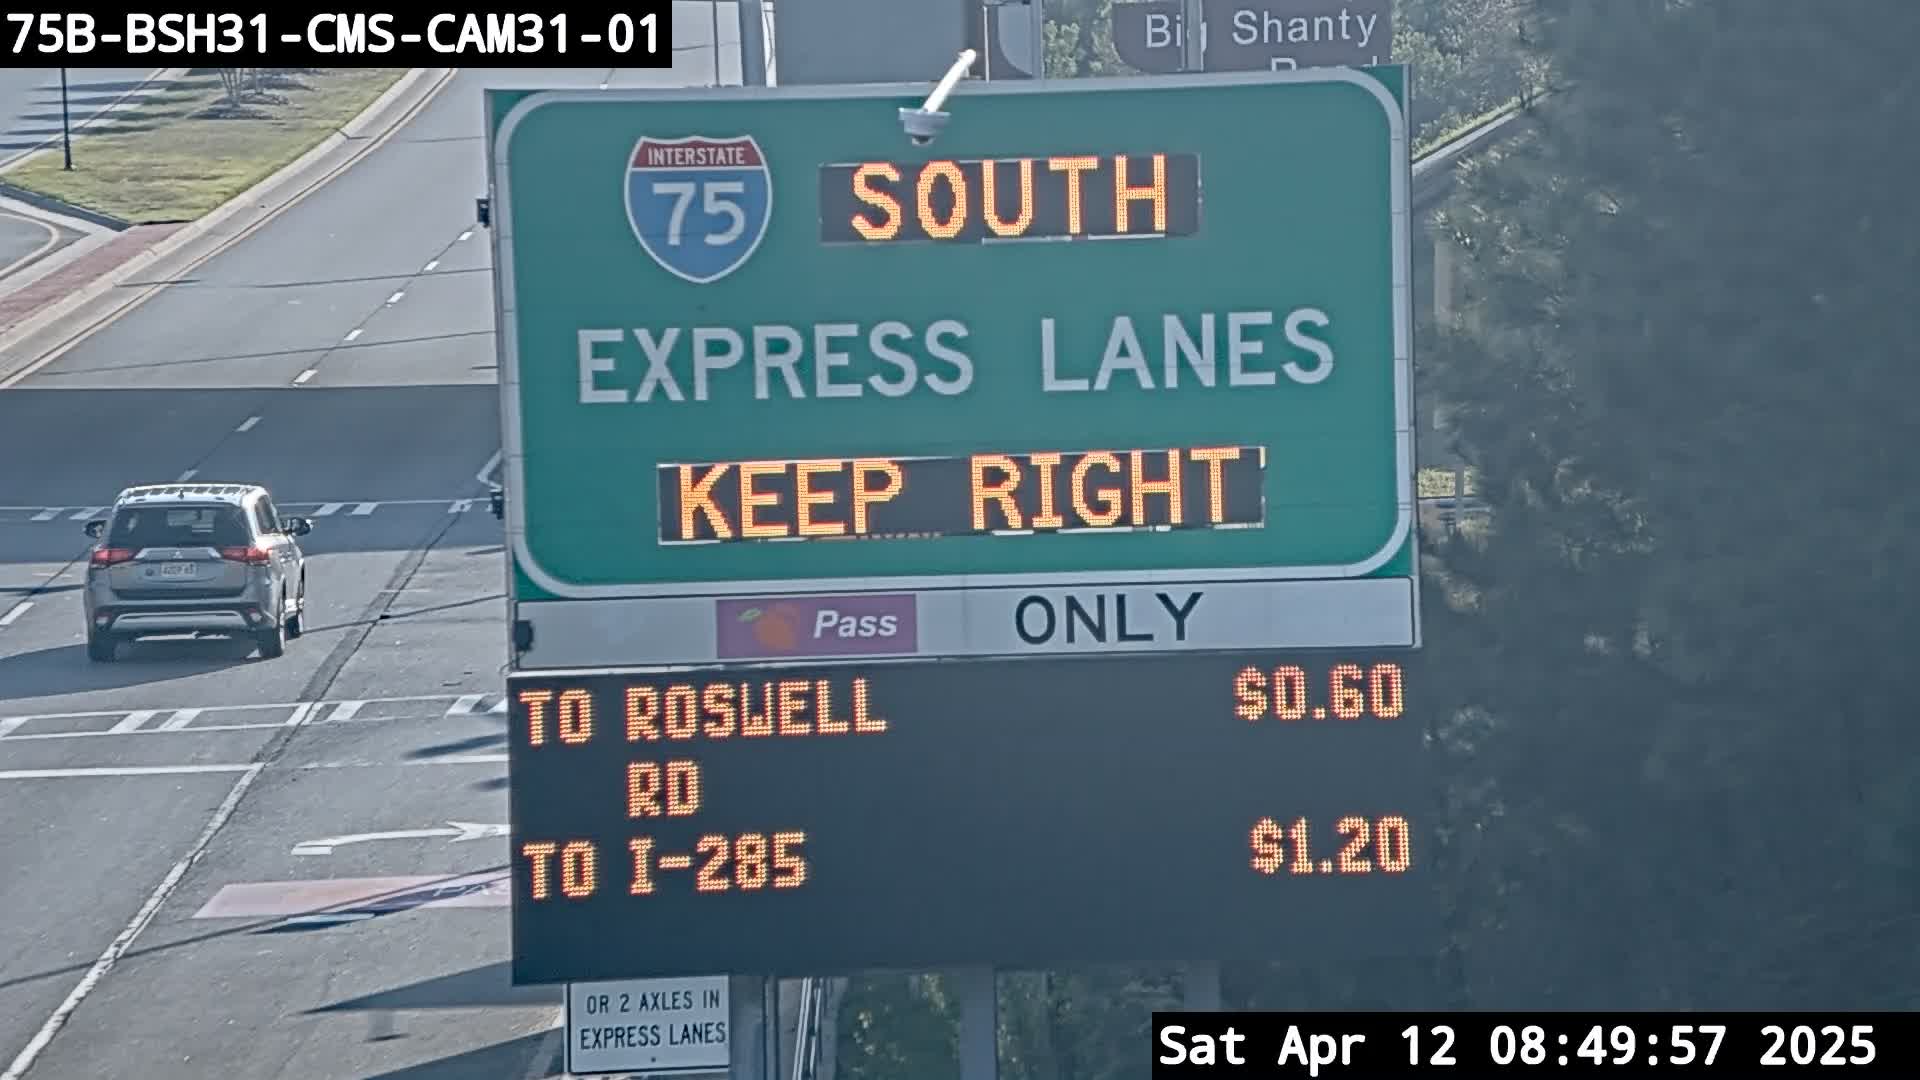 75B-BSH31-CMS-CAM31-01
Big Shanty
Road
INTERSTATE
75
SOUTH
EXPRESS LANES
KEEP RIGHT
Pass ONLY
TO ROSWELL $0.60
RD
TO I-285 $1.20
OR 2 AXLES IN
EXPRESS LANES
Sat Apr 12 08:49:57 2025